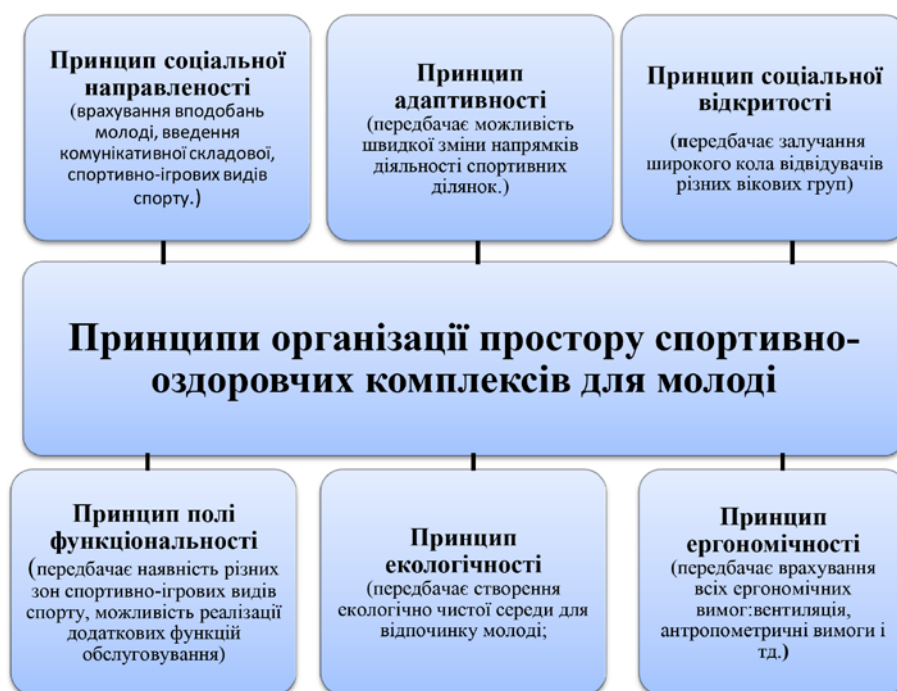 Принцип соціальної
направленості
(врахування вподобань
молоді, введення
комунікативної складової,
спортивно-ігрових видів
спорту.)
Принцип
адаптивності
(передбачає можливість
швидкої зміни напрямків
діяльності спортивних
ділянок.)
Принцип соціальної
відкритості
(передбачає залучання
широкого кола відвідувачів
різних вікових груп)
Принципи організації простору спортивно-
оздоровчих комплексів для молоді
Принцип полі
функціональності
(передбачає наявність різних
зон спортивно-ігрових видів
спорту, можливість реалізації
додаткових функцій
обслуговування)
Принцип
екологічності
(передбачає створення
екологічно чистої середи для
відпочинку молоді;
Принцип
ергономічності
(передбачає врахування
всіх ергономічних
вимог:вентиляція,
антропометричні вимоги і
тд.)